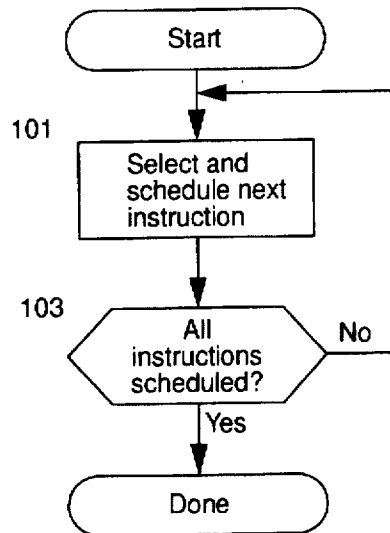 Start
101
Select and
schedule next
instruction
103
All
instructions
scheduled?
No
Yes
Done